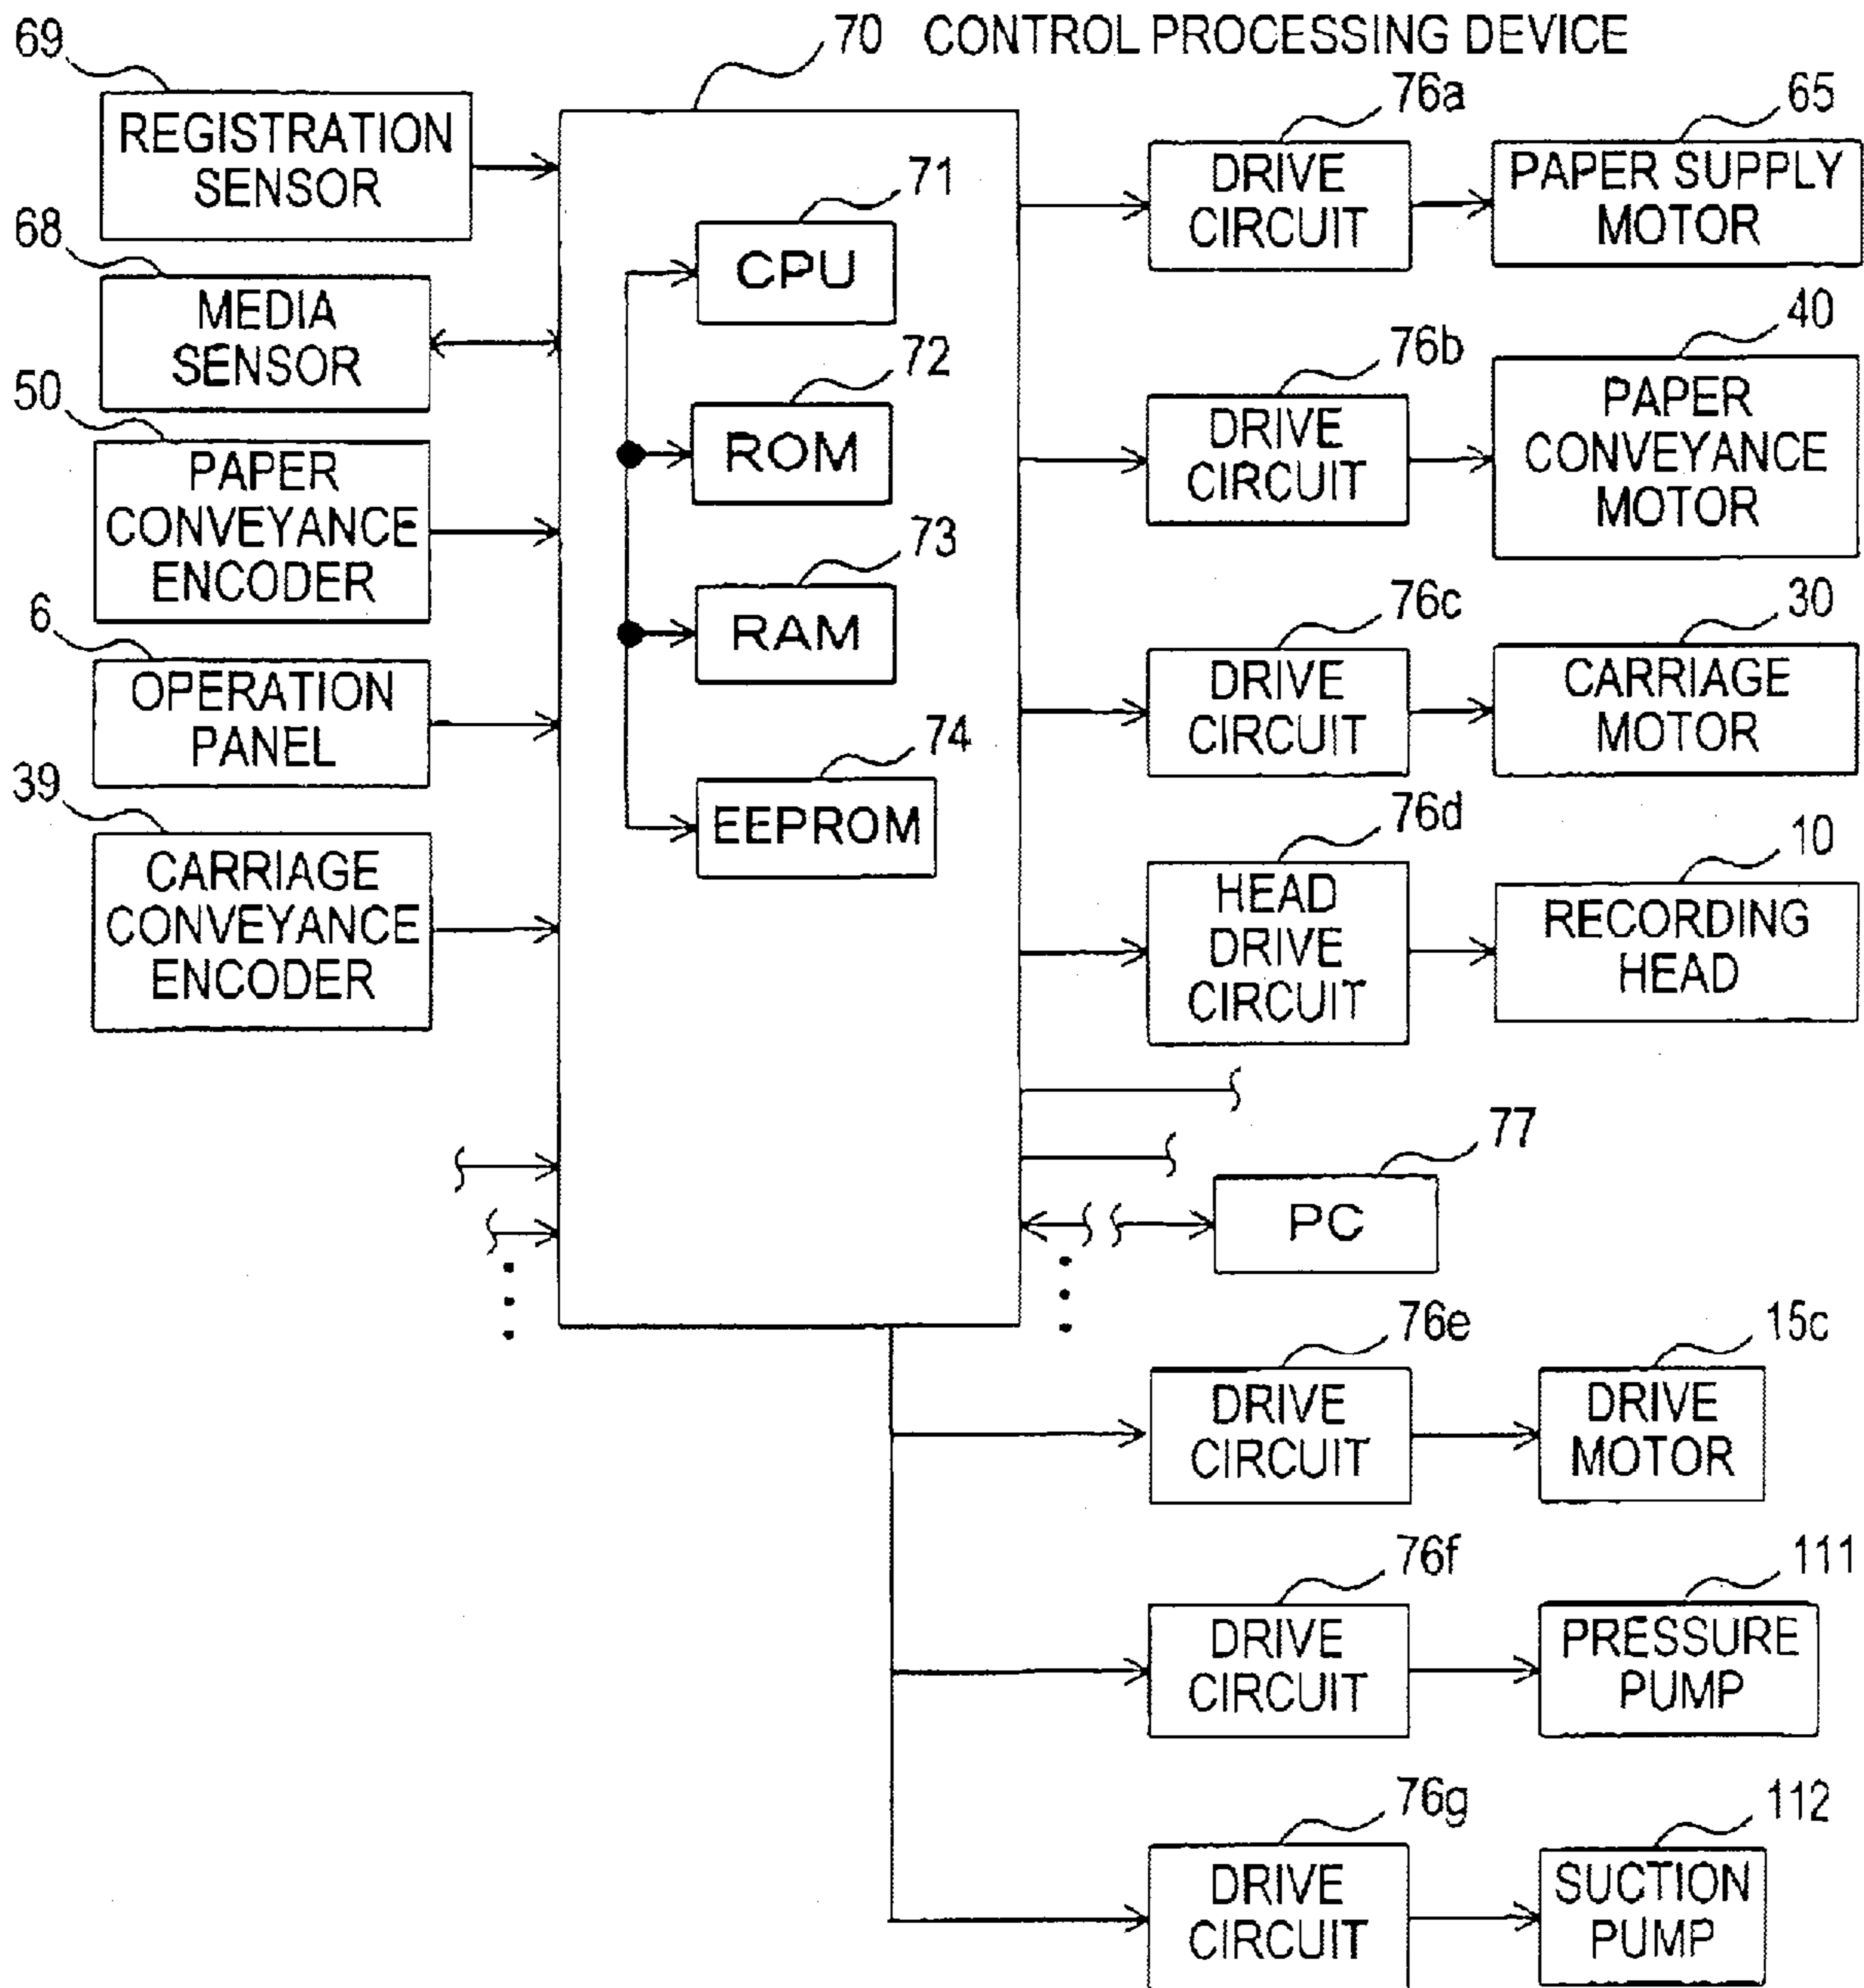 70 CONTROL PROCESSING DEVICE
69
REGISTRATION
SENSOR
68
MEDIA
SENSOR
50
PAPER
CONVEYANCE
ENCODER
6
OPERATION
PANEL
39
CARRIAGE
CONVEYANCE
ENCODER
71
CPU
72
ROM
73
RAM
74
EEPROM
76a
DRIVE
CIRCUIT
65
PAPER SUPPLY
MOTOR
76b
DRIVE
CIRCUIT
40
PAPER
CONVEYANCE
MOTOR
76c
DRIVE
CIRCUIT
30
CARRIAGE
MOTOR
76d
HEAD
DRIVE
CIRCUIT
10
RECORDING
HEAD
77
PC
76e
DRIVE
CIRCUIT
15c
DRIVE
MOTOR
76f
DRIVE
CIRCUIT
111
PRESSURE
PUMP
76g
DRIVE
CIRCUIT
112
SUCTION
PUMP